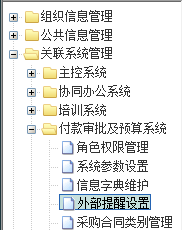 组织信息管理
公共信息管理
关联系统管理
主控系统
协同办公系统
培训系统
付款审批及预算系统
角色权限管理
系统参数设置
信息字典维护
外部提醒设置
采购合同类别管理